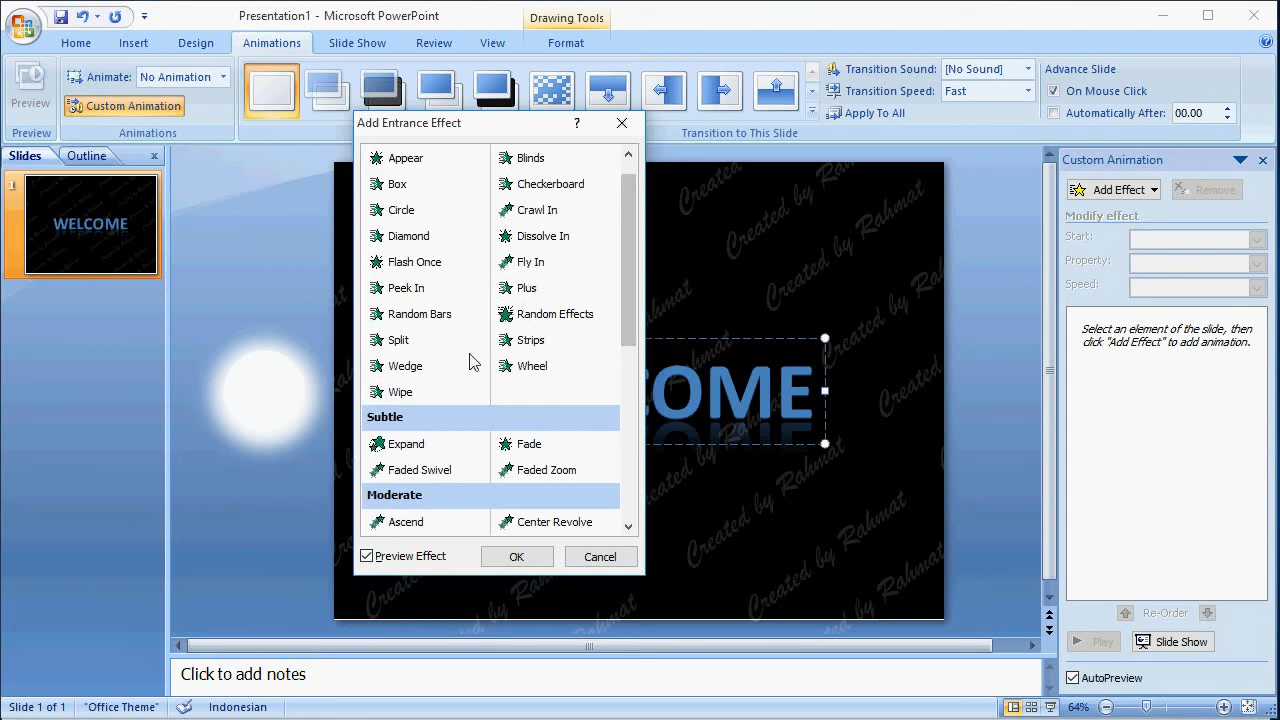 Presentation1 - Microsoft PowerPoint
Drawing Tools
Home Insert Design Animations Slide Show Review View Format
Preview
Animate: No Animation
Custom Animation
Transition Sound: [No Sound]
Transition Speed: Fast
Apply To All
Advance Slide
On Mouse Click
Automatically After: 00.00
Preview Animations Transition to This Slide
Slides Outline
1
WELCOME
Add Entrance Effect
Appear Blinds
Box Checkerboard
Circle Crawl In
Diamond Dissolve In
Flash Once Fly In
Peek In Plus
Random Bars Random Effects
Split Strips
Wedge Wheel
Wipe
Subtle
Expand Fade
Faded Swivel Faded Zoom
Moderate
Ascend Center Revolve
Preview Effect OK Cancel
Created by Rahmat
COME
Custom Animation
Add Effect Remove
Modify effect
Start:
Property:
Speed:
Select an element of the slide, then
click "Add Effect" to add animation.
Re-Order
Play Slide Show
AutoPreview
Click to add notes
Slide 1 of 1 "Office Theme" Indonesian 64%